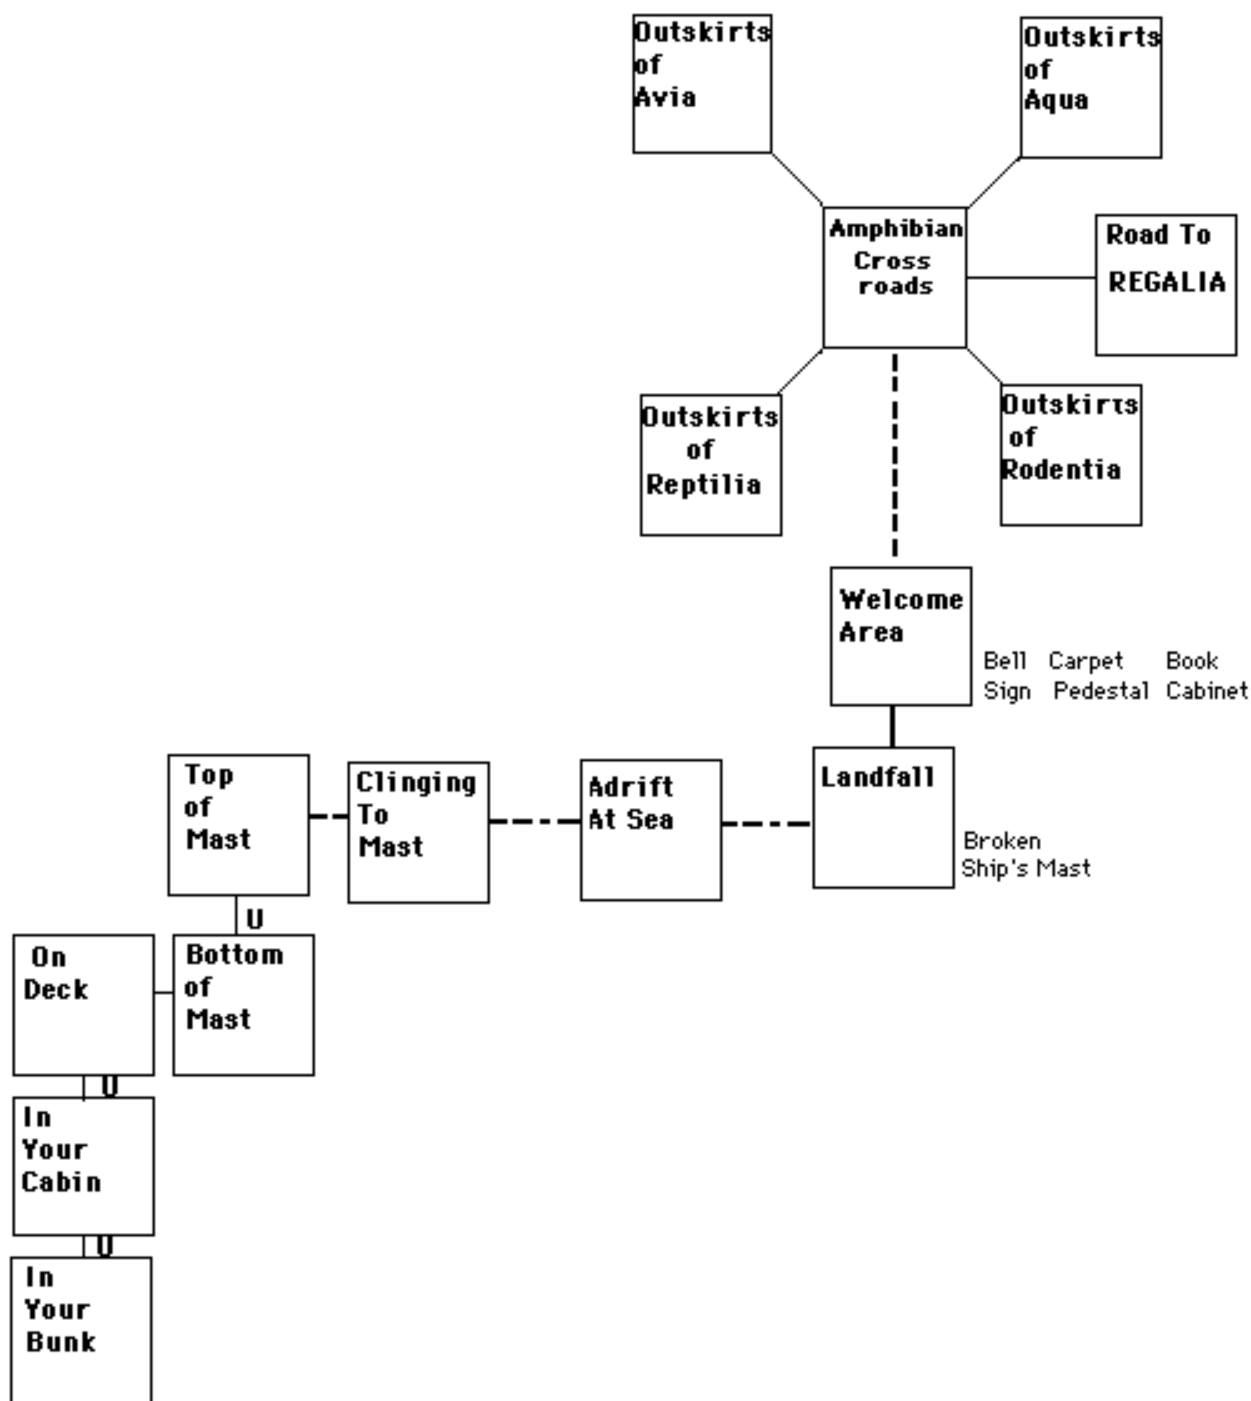 Outskirts
of
Avia
Outskirts
of
Aqua
Amphibian
Cross
roads
Road To
REGALIA
Outskirts
of
Reptilia
Outskirts
of
Rodentia
Welcome
Area
Bell Carpet Book
Sign Pedestal Cabinet
Top
of
Mast
Clinging
To
Mast
Adrift
At Sea
Landfall
Broken
Ship's Mast
U
On
Deck
Bottom
of
Mast
U
In
Your
Cabin
U
In
Your
Bunk